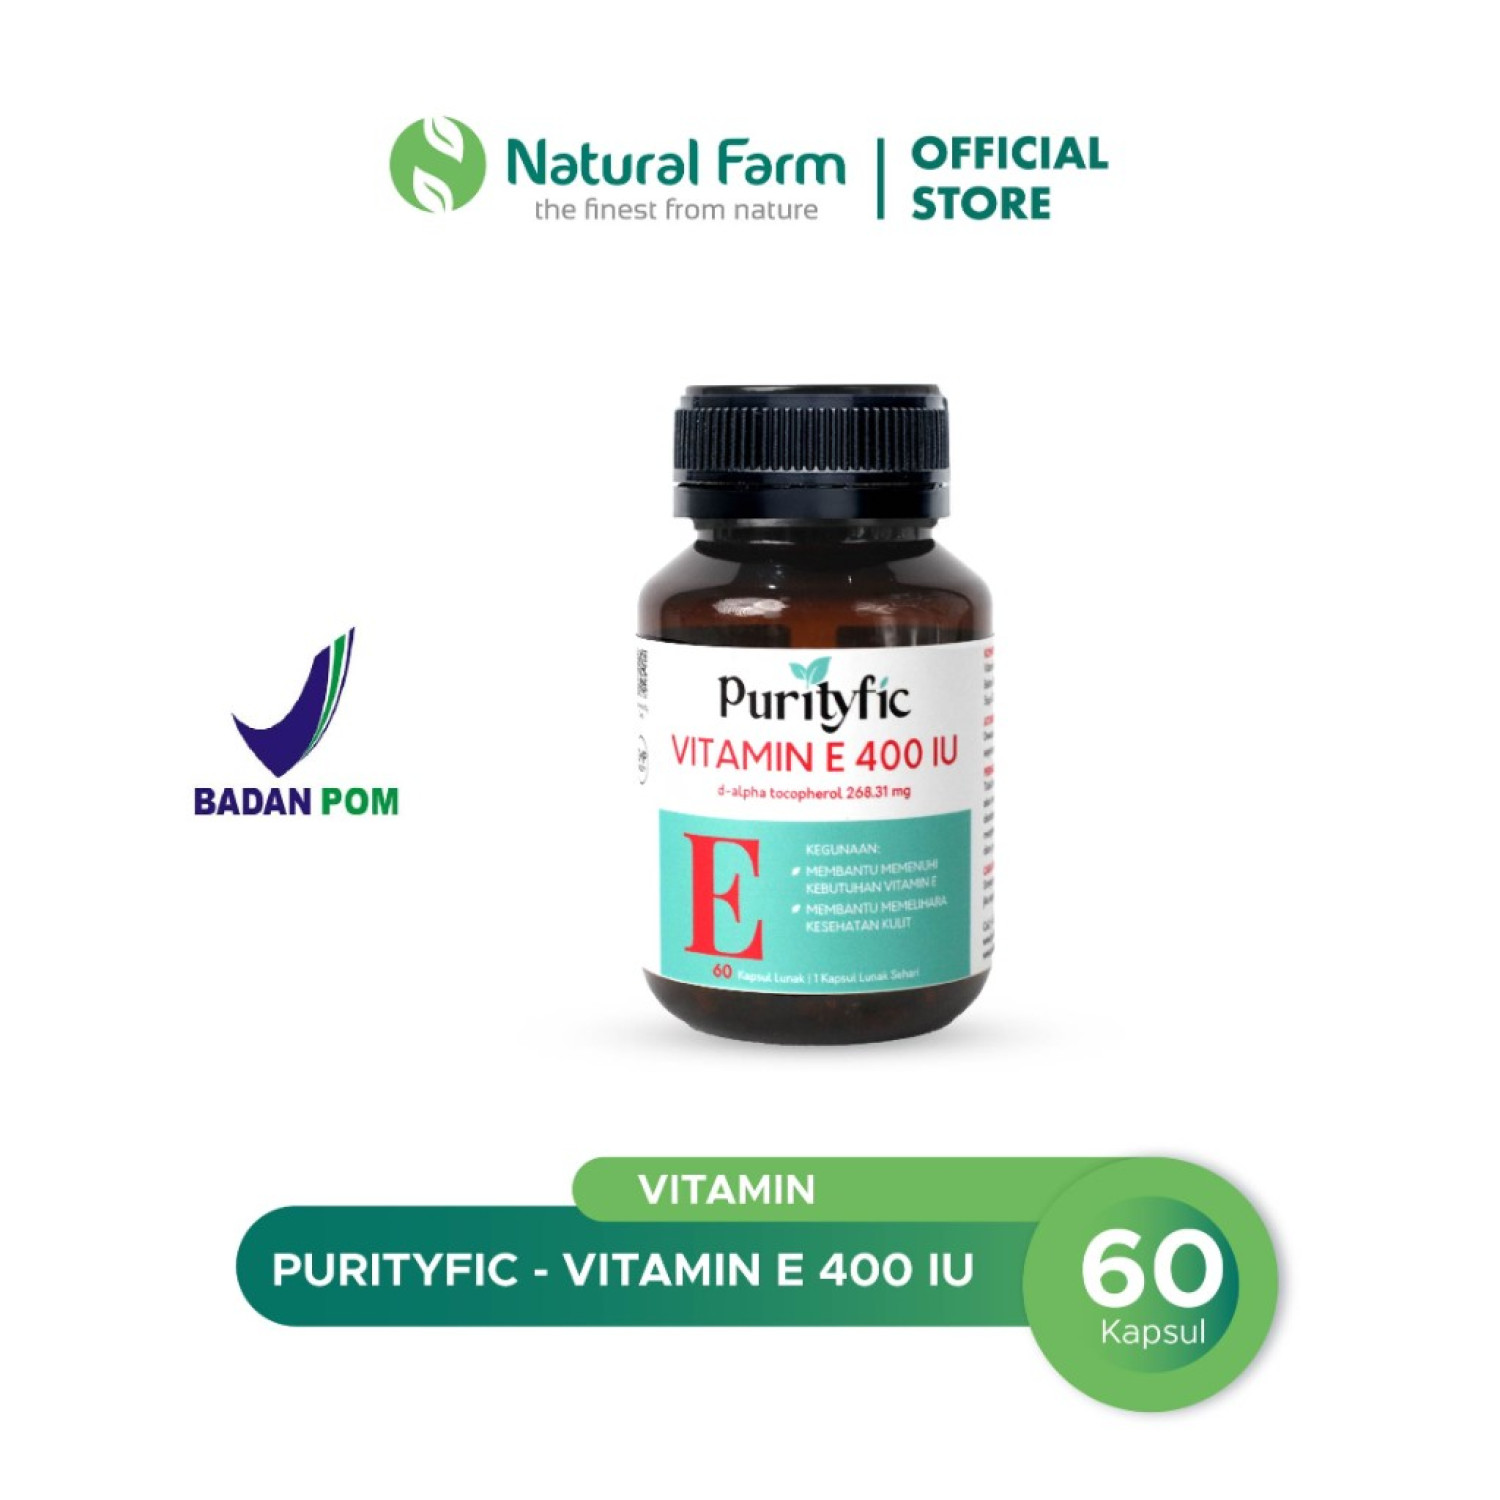 Natural Farm
the finest from nature
OFFICIAL
STORE
Purityfic
VITAMIN E 400 IU
d-alpha tocopherol 268.31 mg
E
KEGUNAAN:
MEMBANTU MEMENUHI
KEBUTUHAN VITAMIN E
MEMBANTU MEMELIHARA
KESEHATAN KULIT
60 Kapsul Lunak | 1 Kapsul Lunak Sehari
BADAN POM
VITAMIN
PURITYFIC - VITAMIN E 400 IU
60
Kapsul